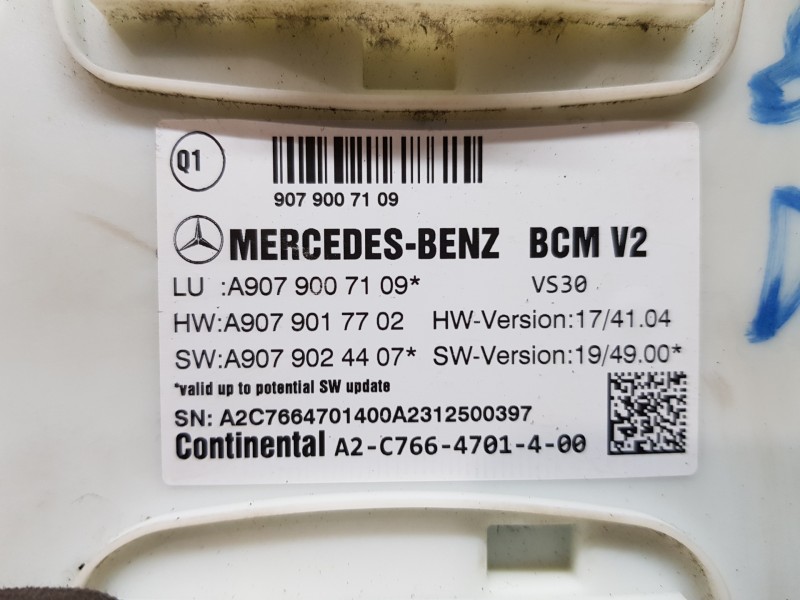 Q1
907 900 71 09
MERCEDES-BENZ BCM V2
LU :A907 900 71 09* VS30
HW:A907 901 77 02 HW-Version:17/41.04
SW:A907 902 44 07* SW-Version:19/49.00*
*valid up to potential SW update
SN: A2C7664701400A2312500397
Continental A2-C766-4701-4-00